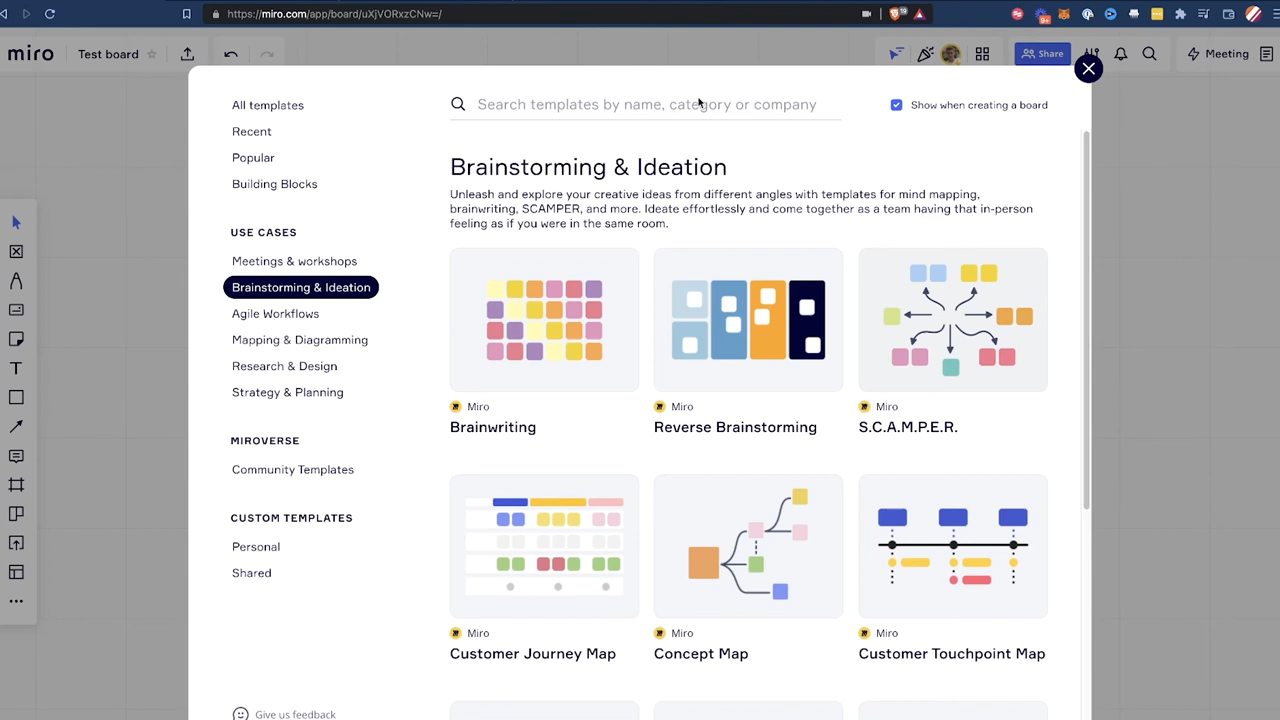 https://miro.com/app/board/uXjVORxzCNw=/
19
9+
miro
Test board
Share
Meeting
All templates
Recent
Popular
Building Blocks
USE CASES
Meetings & workshops
Brainstorming & Ideation
Agile Workflows
Mapping & Diagramming
Research & Design
Strategy & Planning
MIROVERSE
Community Templates
CUSTOM TEMPLATES
Personal
Shared
Give us feedback
Search templates by name, category or company
Show when creating a board
Brainstorming & Ideation
Unleash and explore your creative ideas from different angles with templates for mind mapping,
brainwriting, SCAMPER, and more. Ideate effortlessly and come together as a team having that in-person
feeling as if you were in the same room.
Miro
Brainwriting
Miro
Reverse Brainstorming
Miro
S.C.A.M.P.E.R.
Miro
Customer Journey Map
Miro
Concept Map
Miro
Customer Touchpoint Map